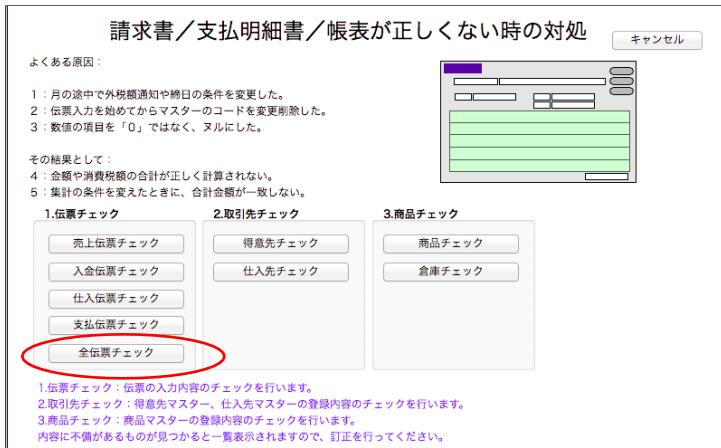 請求書／支払明細書／帳表が正しくない時の対処
キャンセル
よくある原因：
1：月の途中で外税額通知や締日の条件を変更した。
2：伝票入力を始めてからマスターのコードを変更削除した。
3：数値の項目を「0」ではなく、ヌルにした。
その結果として：
4：金額や消費税額の合計が正しく計算されない。
5：集計の条件を変えたときに、合計金額が一致しない。
1.伝票チェック
売上伝票チェック
入金伝票チェック
仕入伝票チェック
支払伝票チェック
全伝票チェック
2.取引先チェック
得意先チェック
仕入先チェック
3.商品チェック
商品チェック
倉庫チェック
1.伝票チェック：伝票の入力内容のチェックを行います。
2.取引先チェック：得意先マスター、仕入先マスターの登録内容のチェックを行います。
3.商品チェック：商品マスターの登録内容のチェックを行います。
内容に不備があるものが見つかると一覧表示されますので、訂正を行ってください。